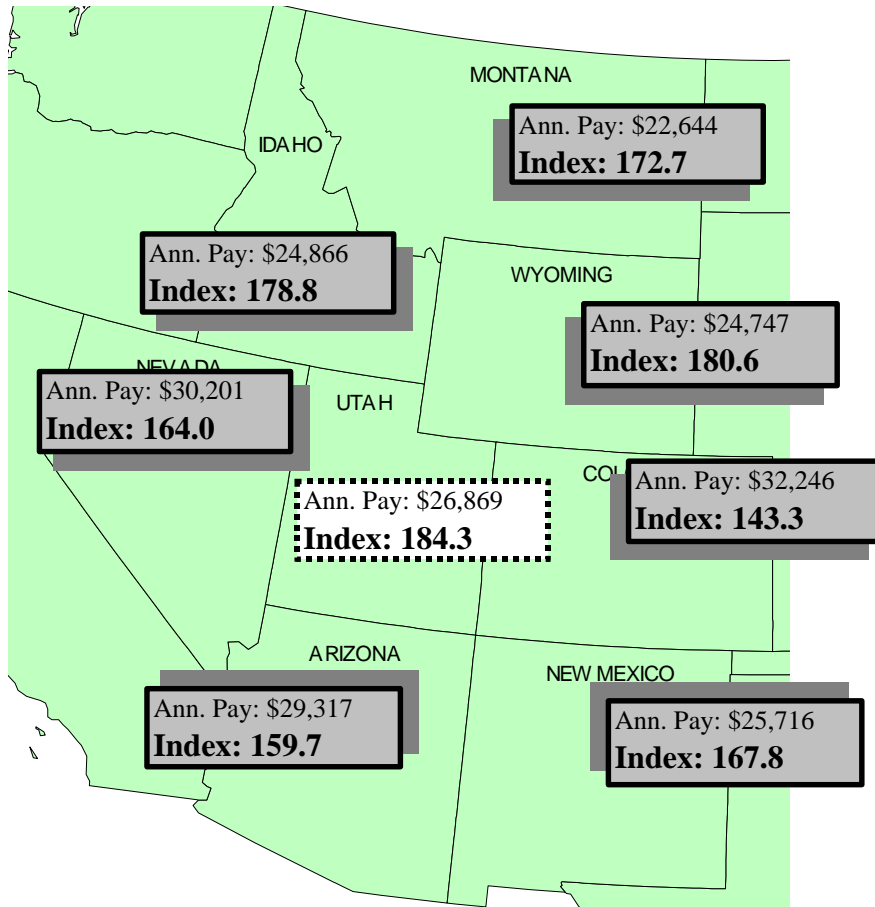 MONTANA
Ann. Pay: $22,644
Index: 172.7
IDAHO
Ann. Pay: $24,866
Index: 178.8
WYOMING
Ann. Pay: $24,747
Index: 180.6
NEVADA
Ann. Pay: $30,201
Index: 164.0
UTAH
Ann. Pay: $26,869
Index: 184.3
COL
Ann. Pay: $32,246
Index: 143.3
ARIZONA
Ann. Pay: $29,317
Index: 159.7
NEW MEXICO
Ann. Pay: $25,716
Index: 167.8